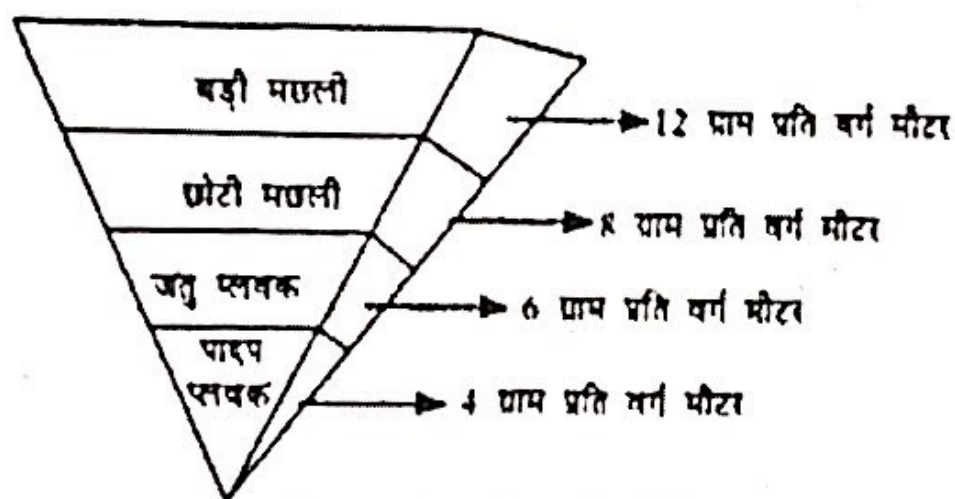 बड़ी मछली
12 ग्राम प्रति वर्ग मीटर
छोटी मछली
8 ग्राम प्रति वर्ग मीटर
जंतु प्लवक
6 ग्राम प्रति वर्ग मीटर
पादप
प्लवक
4 ग्राम प्रति वर्ग मीटर